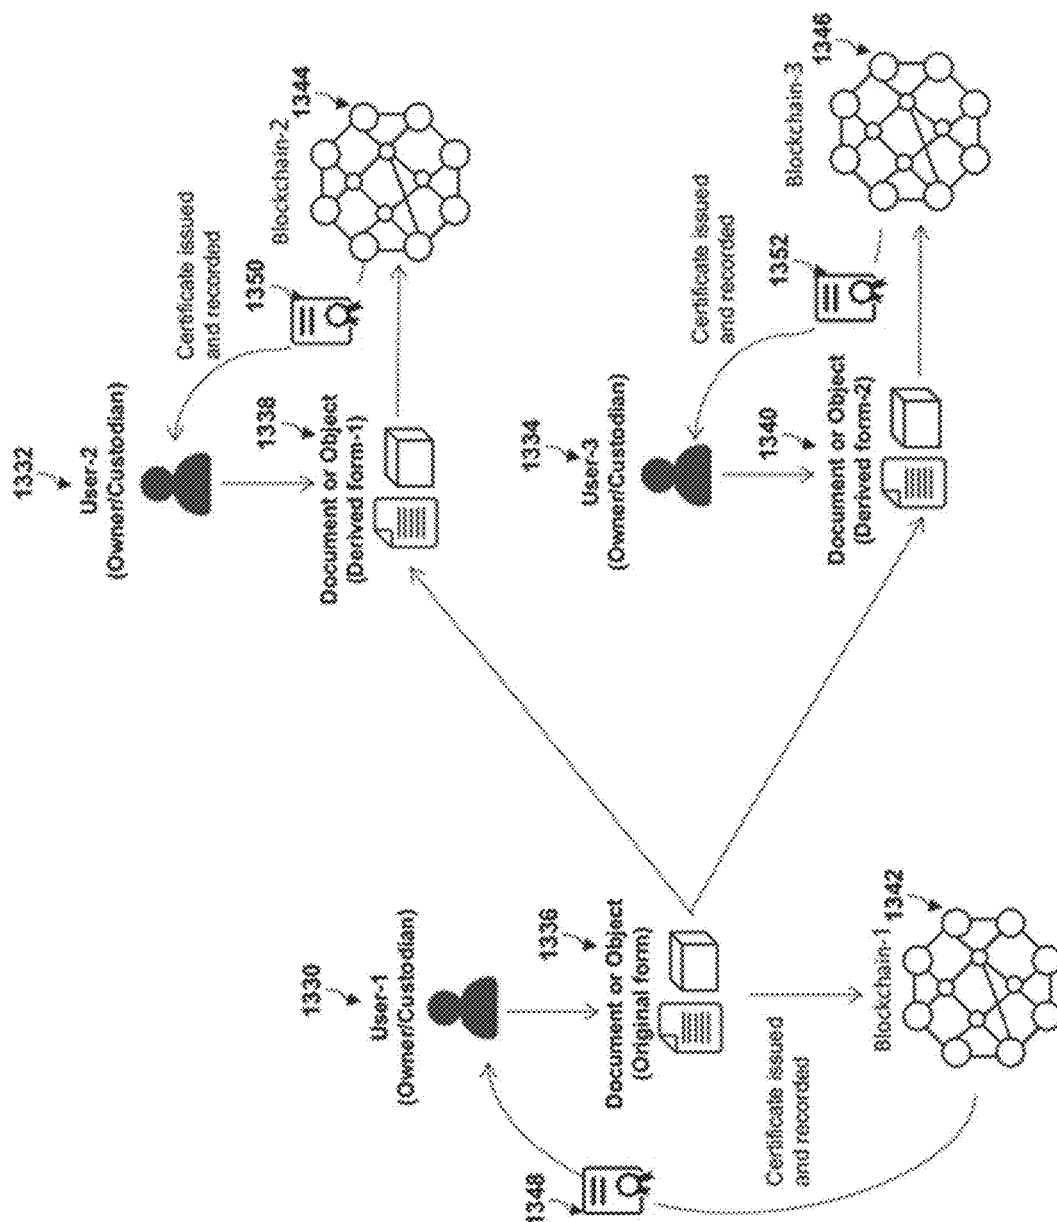 1330
User-1
(Owner/Custodian)
1336
Document or Object
(Original form)
Certificate issued
and recorded
1348
Blockchain-1
1342
1332
User-2
(Owner/Custodian)
1338
Document or Object
(Derived form-1)
1350
Certificate issued
and recorded
Blockchain-2
1344
1334
User-3
(Owner/Custodian)
1340
Document or Object
(Derived form-2)
1352
Certificate issued
and recorded
Blockchain-3
1346